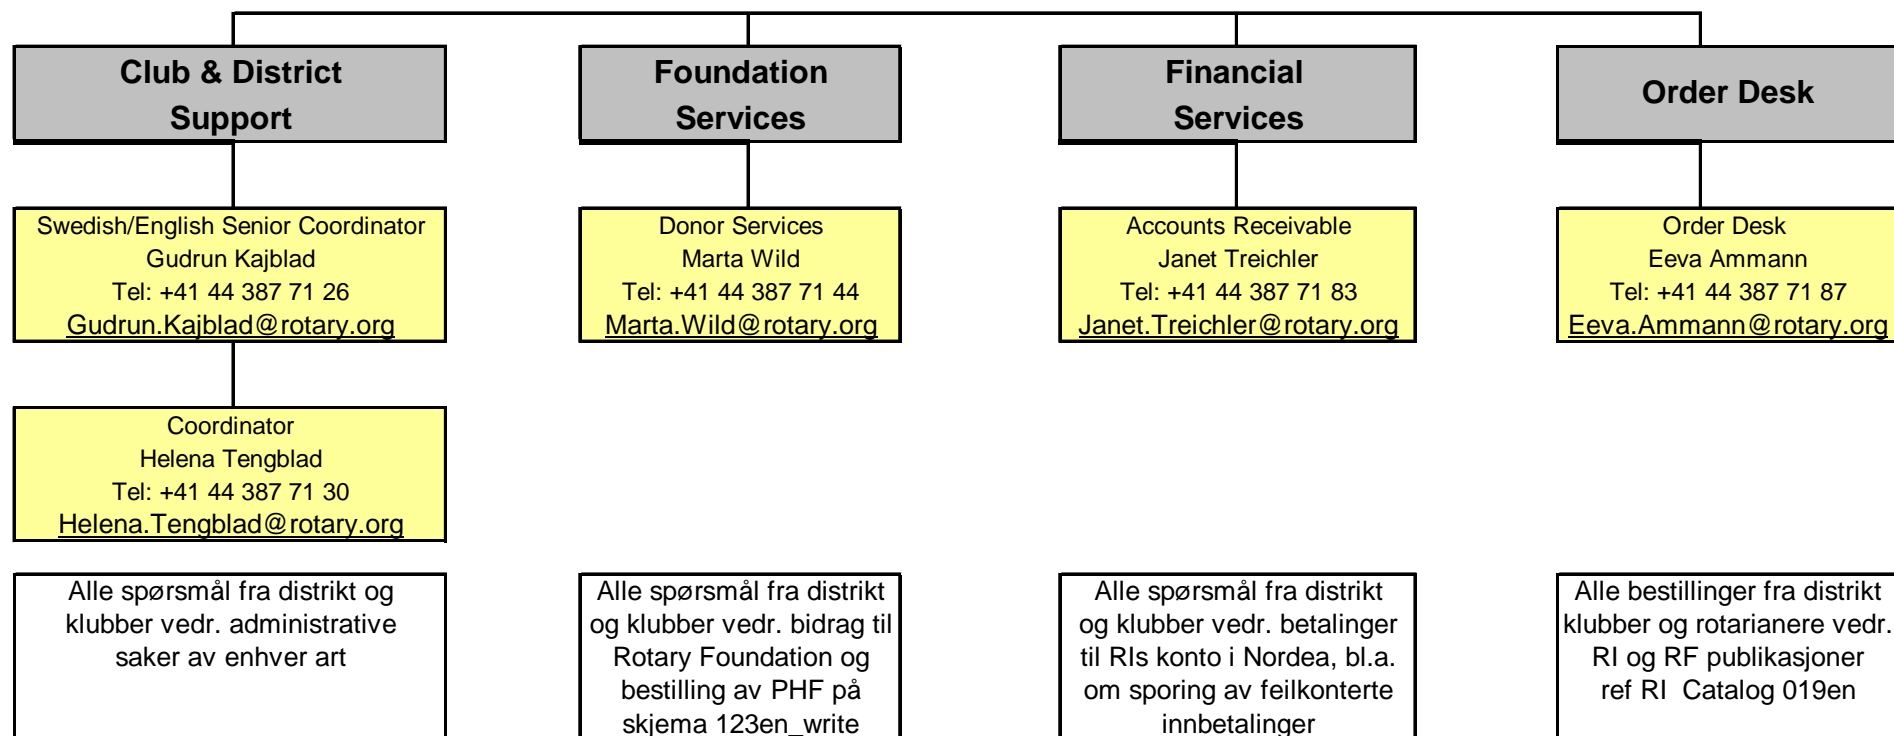 Club & District
Support
Foundation
Services
Financial
Services
Order Desk
Swedish/English Senior Coordinator
Gudrun Kajblad
Tel: +41 44 387 71 26
Gudrun.Kajblad@rotary.org
Donor Services
Marta Wild
Tel: +41 44 387 71 44
Marta.Wild@rotary.org
Accounts Receivable
Janet Treichler
Tel: +41 44 387 71 83
Janet.Treichler@rotary.org
Order Desk
Eeva Ammann
Tel: +41 44 387 71 87
Eeva.Ammann@rotary.org
Coordinator
Helena Tengblad
Tel: +41 44 387 71 30
Helena.Tengblad@rotary.org
Alle spørsmål fra distrikt og
klubber vedr. administrative
saker av enhver art
Alle spørsmål fra distrikt
og klubber vedr. bidrag til
Rotary Foundation og
bestilling av PHF på
skjema 123en_write
Alle spørsmål fra distrikt
og klubber vedr. betalinger
til RIs konto i Nordea, bl.a.
om sporing av feilkonterte
innbetalinger
Alle bestillinger fra distrikt
klubber og rotarianere vedr.
RI og RF publikasjoner
ref RI  Catalog 019en